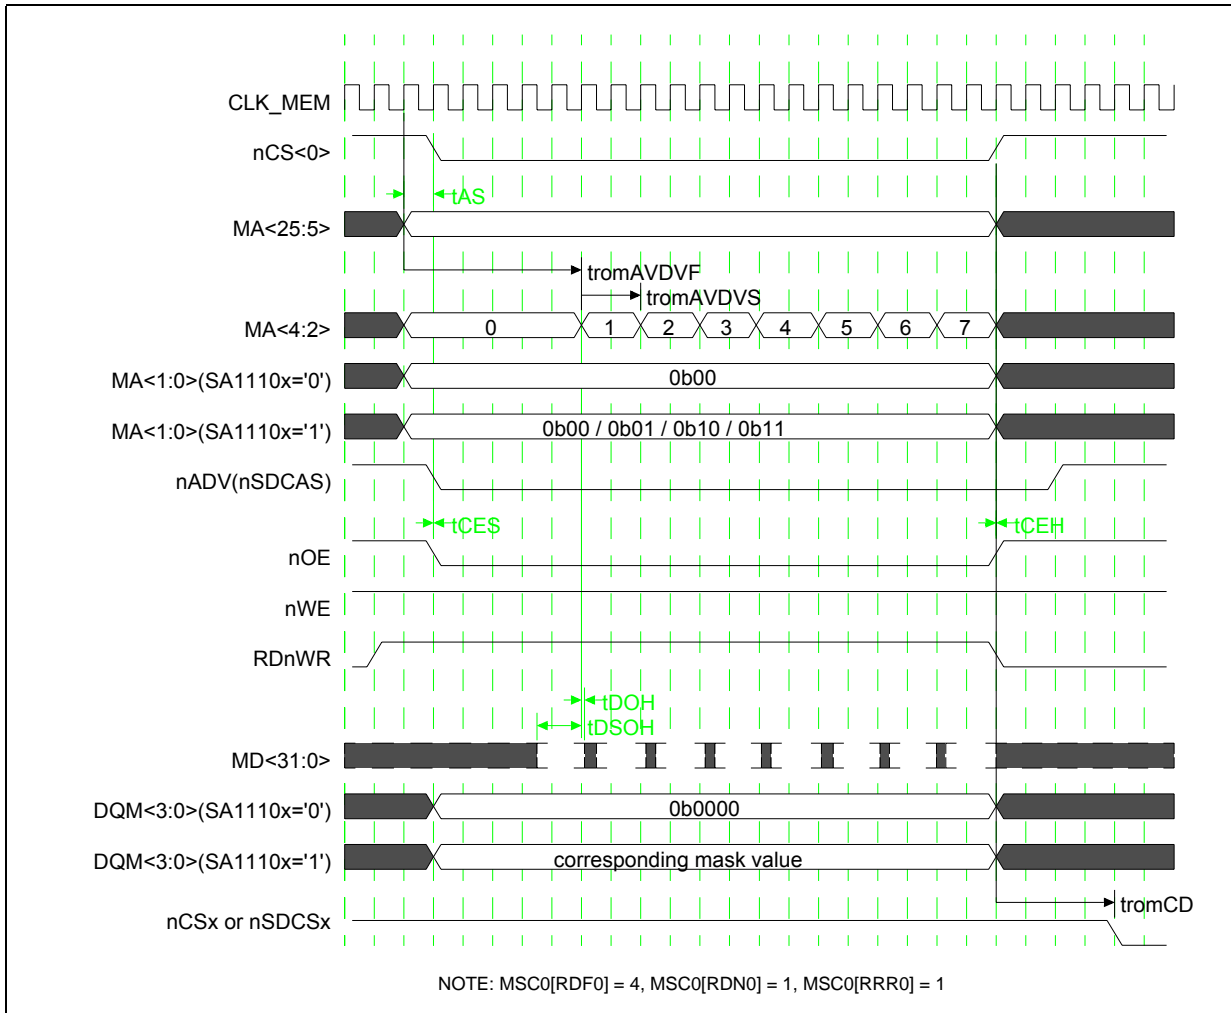 CLK_MEM
nCS<0>
tAS
MA<25:5>
tromAVDVF
tromAVDVS
MA<4:2>
0 1 2 3 4 5 6 7
MA<1:0>(SA1110x='0')
0b00
MA<1:0>(SA1110x='1')
0b00 / 0b01 / 0b10 / 0b11
nADV(nSDCAS)
tCES
tCEH
nOE
nWE
RDnWR
tDOH
tDSOH
MD<31:0>
DQM<3:0>(SA1110x='0')
0b0000
DQM<3:0>(SA1110x='1')
corresponding mask value
tromCD
nCSx or nSDCSx
NOTE: MSC0[RDF0] = 4, MSC0[RDN0] = 1, MSC0[RRR0] = 1